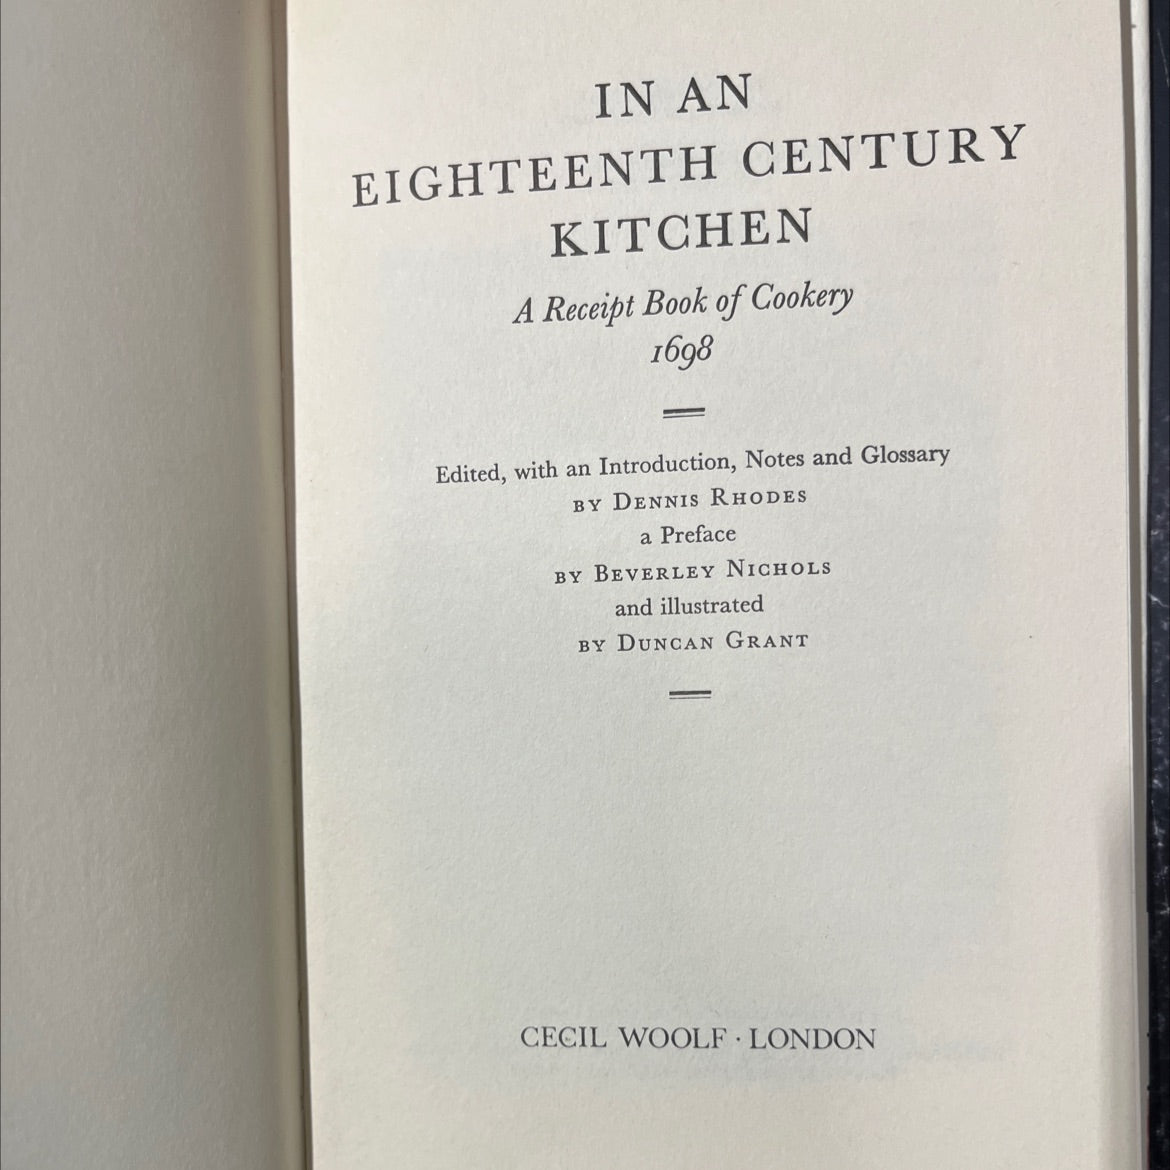 IN AN
EIGHTEENTH CENTURY
KITCHEN
A Receipt Book of Cookery
1698
Edited, with an Introduction, Notes and Glossary
BY DENNIS RHODES
a Preface
BY BEVERLEY NICHOLS
and illustrated
BY DUNCAN GRANT
CECIL WOOLF · LONDON